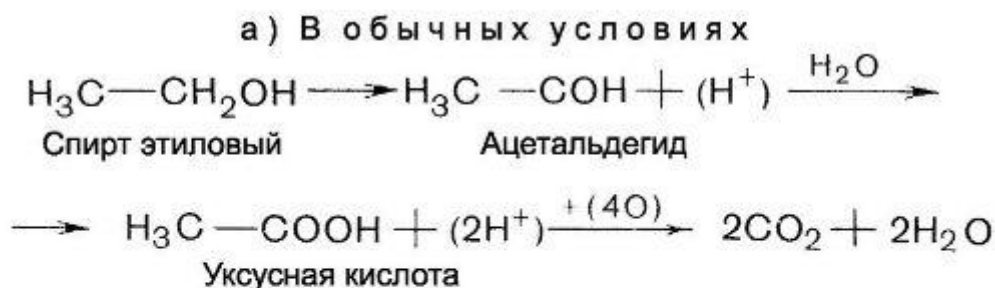 а) В обычных условиях
H₃C—CH₂OH → H₃C—COH + (H⁺) H₂O →
Спирт этиловый Ацетальдегид
→ H₃C—COOH + (2H⁺) +(4O) → 2CO₂ + 2H₂O
Уксусная кислота